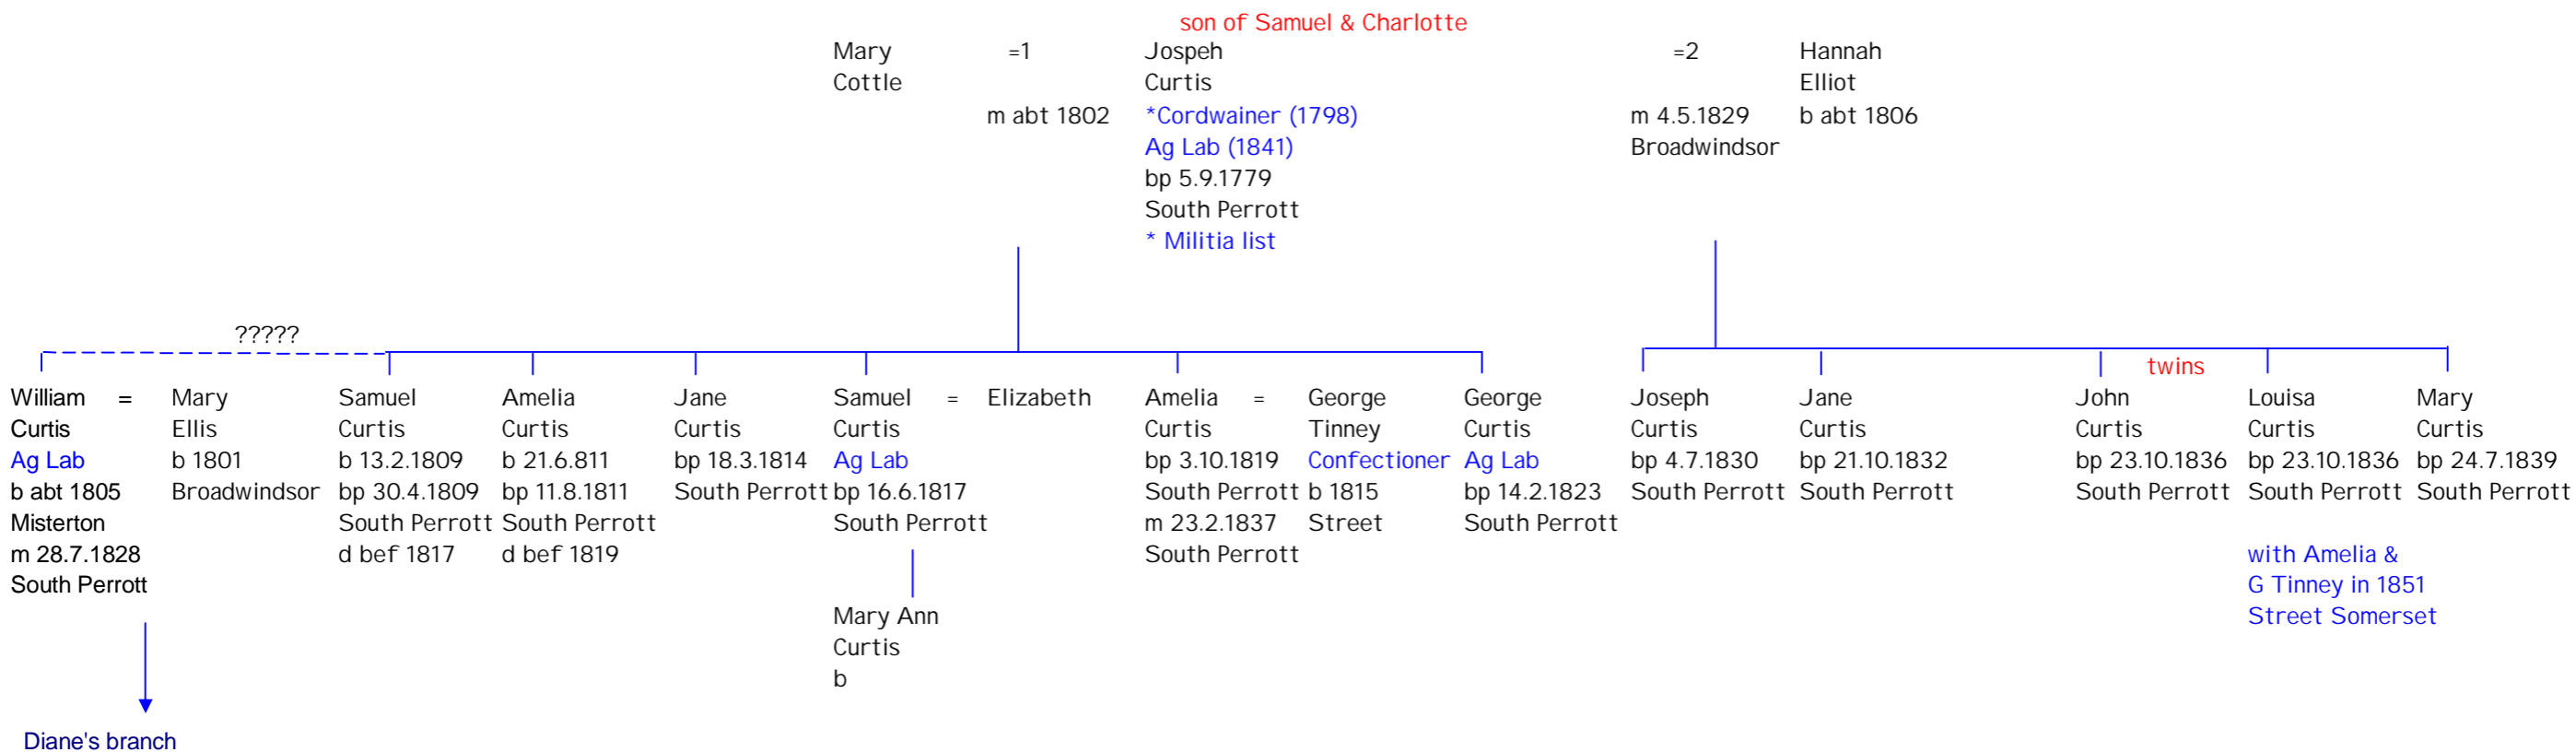 son of Samuel & Charlotte
Mary =1 Jospeh =2 Hannah
Cottle Curtis Elliot
m abt 1802 *Cordwainer (1798) m 4.5.1829 b abt 1806
Ag Lab (1841) Broadwindsor
bp 5.9.1779
South Perrott
* Militia list
?????
twins
William = Mary Samuel Amelia Jane Samuel = Elizabeth Amelia = George George Joseph Jane John Louisa Mary
Curtis Ellis Curtis Curtis Curtis Curtis Curtis Tinney Curtis Curtis Curtis Curtis Curtis Curtis
Ag Lab b 1801 b 13.2.1809 b 21.6.811 bp 18.3.1814 Ag Lab bp 3.10.1819 Confectioner Ag Lab bp 4.7.1830 bp 21.10.1832 bp 23.10.1836 bp 23.10.1836 bp 24.7.1839
b abt 1805 Broadwindsor bp 30.4.1809 bp 11.8.1811 South Perrott bp 16.6.1817 South Perrott b 1815 bp 14.2.1823 South Perrott South Perrott South Perrott South Perrott South Perrott
Misterton South Perrott South Perrott South Perrott m 23.2.1837 Street South Perrott
m 28.7.1828 d bef 1817 d bef 1819 South Perrott with Amelia &
South Perrott G Tinney in 1851
Mary Ann Street Somerset
Curtis
b
Diane's branch